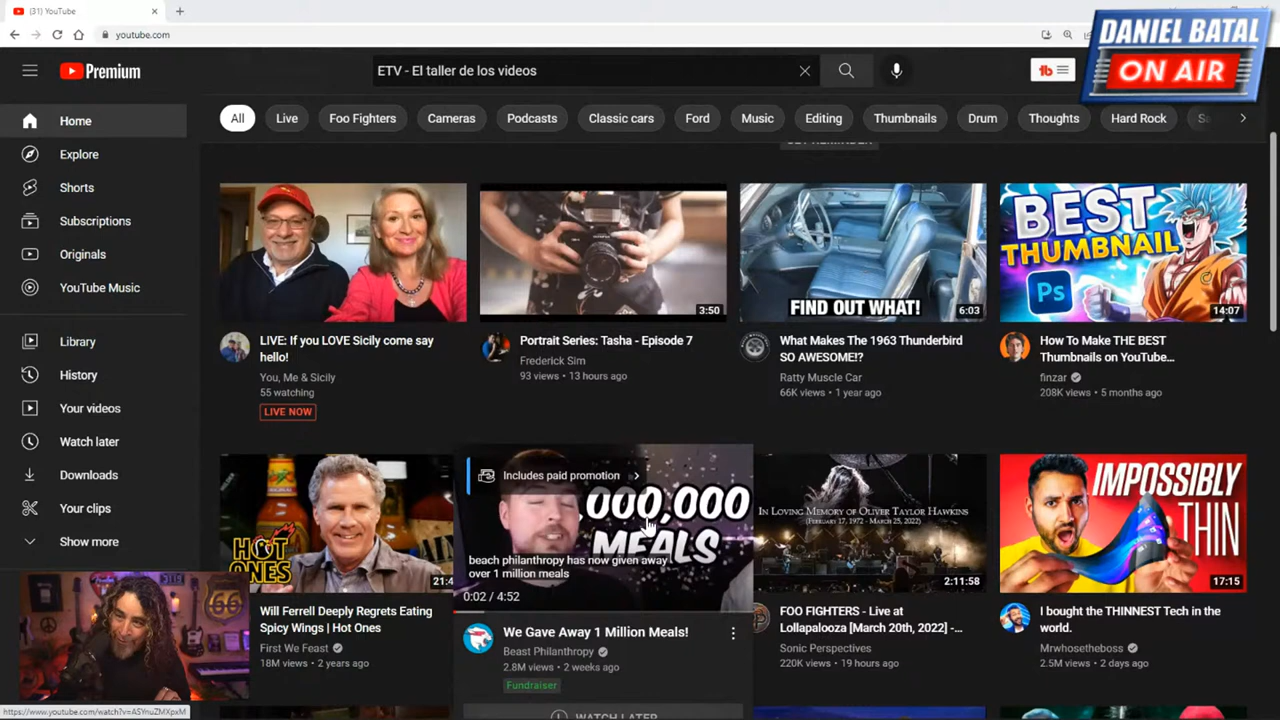 (31) YouTube
youtube.com
DANIEL BATAL
ON AIR
Premium
ETV - El taller de los videos
tb
Home
Explore
Shorts
Subscriptions
Originals
YouTube Music
Library
History
Your videos
Watch later
Downloads
Your clips
Show more
All
Live
Foo Fighters
Cameras
Podcasts
Classic cars
Ford
Music
Editing
Thumbnails
Drum
Thoughts
Hard Rock
LIVE: If you LOVE Sicily come say
hello!
You, Me & Sicily
55 watching
LIVE NOW
3:50
Portrait Series: Tasha - Episode 7
Frederick Sim
93 views • 13 hours ago
FIND OUT WHAT!
6:03
What Makes The 1963 Thunderbird
SO AWESOME!?
Ratty Muscle Car
66K views • 1 year ago
BEST
THUMBNAIL
Ps
14:07
How To Make THE BEST
Thumbnails on YouTube...
finzar
208K views • 5 months ago
HOT
ONES
21:4
Will Ferrell Deeply Regrets Eating
Spicy Wings | Hot Ones
First We Feast
18M views • 2 years ago
Includes paid promotion
,000,000
MEALS
beach philanthropy has now given away
over 1 million meals
0:02 / 4:52
We Gave Away 1 Million Meals!
Beast Philanthropy
2.8M views • 2 weeks ago
Fundraiser
WATCH LATER
IN LOVING MEMORY OF OLIVER TAYLOR HAWKINS
(FEBRUARY 17, 1972 - MARCH 25, 2022)
2:11:58
FOO FIGHTERS - Live at
Lollapalooza [March 20th, 2022] -...
Sonic Perspectives
220K views • 19 hours ago
IMPOSSIBLY
THIN
17:15
I bought the THINNEST Tech in the
world.
Mrwhosetheboss
2.5M views • 2 days ago
66
https://www.youtube.com/watch?v=ASYnuZMXpxM